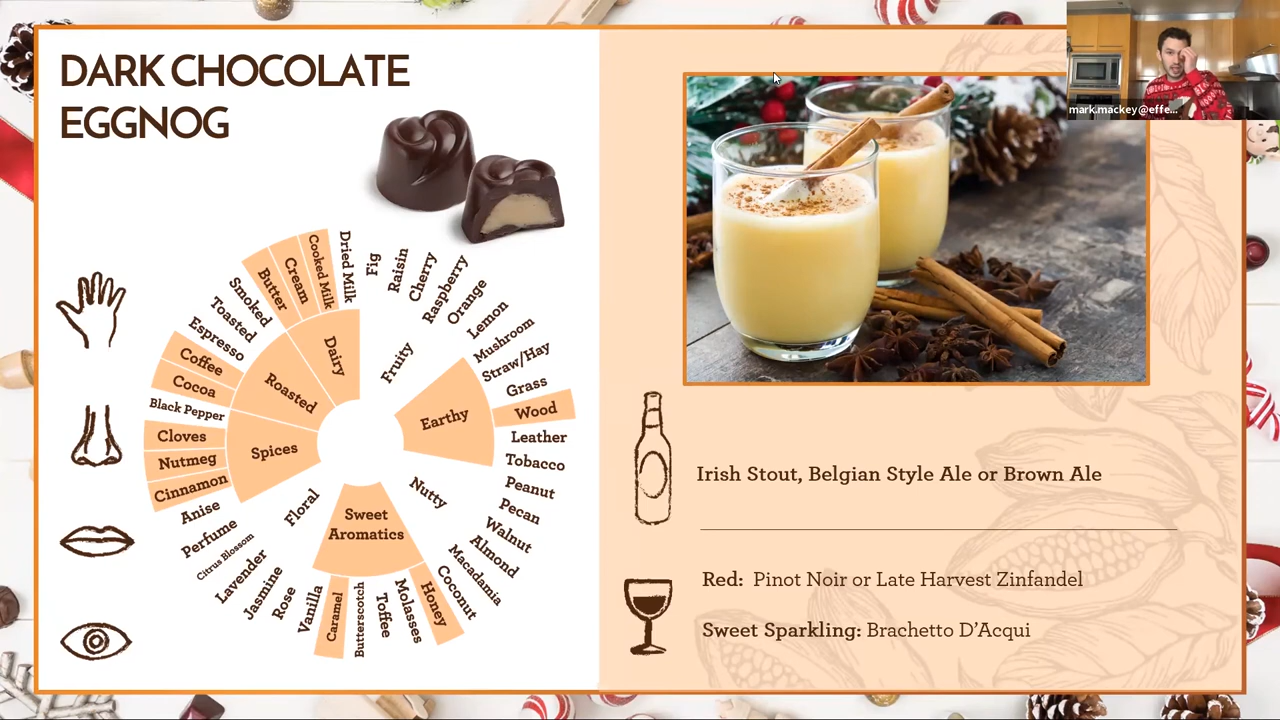 DARK CHOCOLATE
EGGNOG
mark.mackey@effe...
Dairy
Fruity
Earthy
Nutty
Sweet
Aromatics
Floral
Spices
Roasted
Butter
Cream
Cooked Milk
Dried Milk
Fig
Raisin
Cherry
Raspberry
Orange
Lemon
Mushroom
Straw/Hay
Grass
Wood
Leather
Tobacco
Peanut
Pecan
Walnut
Almond
Macadamia
Coconut
Honey
Molasses
Toffee
Butterscotch
Caramel
Vanilla
Rose
Jasmine
Lavender
Citrus Blossom
Perfume
Anise
Cinnamon
Nutmeg
Cloves
Black Pepper
Cocoa
Coffee
Espresso
Toasted
Smoked
Irish Stout, Belgian Style Ale or Brown Ale
Red: Pinot Noir or Late Harvest Zinfandel
Sweet Sparkling: Brachetto D’Acqui